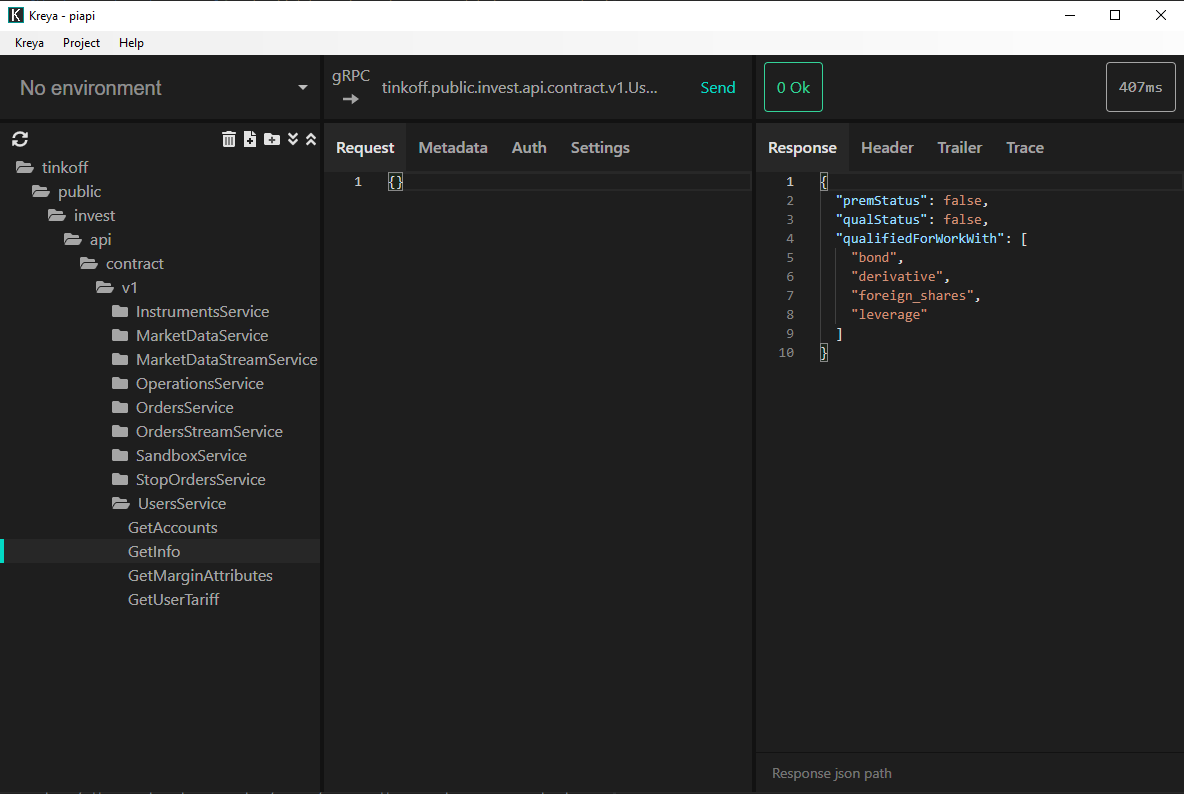 Kreya - piapi
Kreya Project Help
No environment
gRPC
tinkoff.public.invest.api.contract.v1.Us...
Send
0 Ok
407ms
tinkoff
public
invest
api
contract
v1
InstrumentsService
MarketDataService
MarketDataStreamService
OperationsService
OrdersService
OrdersStreamService
SandboxService
StopOrdersService
UsersService
GetAccounts
GetInfo
GetMarginAttributes
GetUserTariff
Request Metadata Auth Settings
1 {}
Response Header Trailer Trace
1 {
2 "premStatus": false,
3 "qualStatus": false,
4 "qualifiedForWorkWith": [
5 "bond",
6 "derivative",
7 "foreign_shares",
8 "leverage"
9 ]
10 }
Response json path